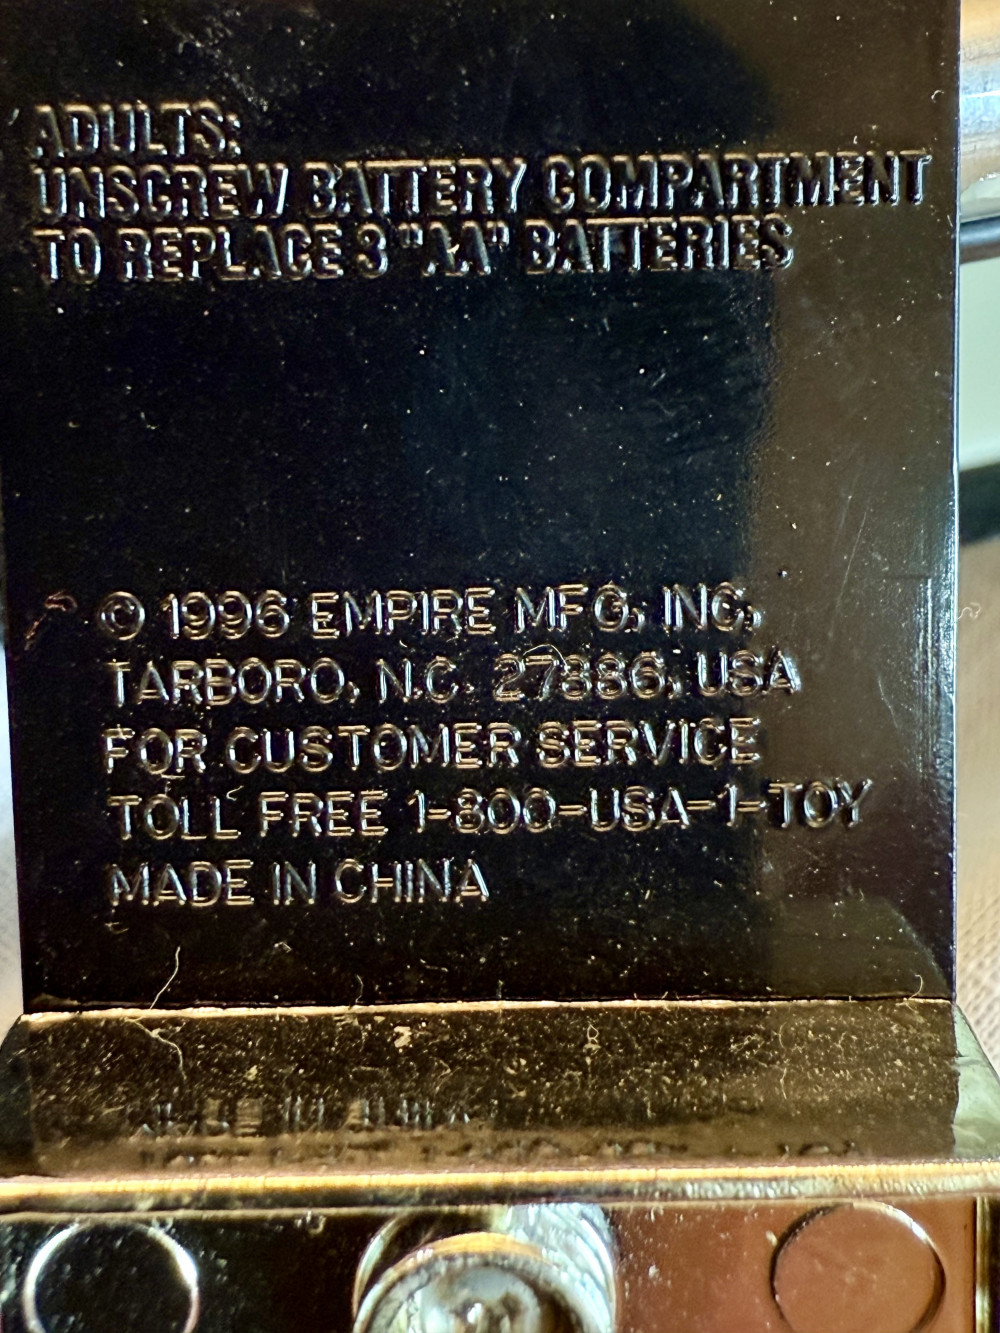 ADULTS:
UNSCREW BATTERY COMPARTMENT
TO REPLACE 3 "AA" BATTERIES
© 1996 EMPIRE MFG, INC,
TARBORO, N.C. 27886, USA
FOR CUSTOMER SERVICE
TOLL FREE 1-800-USA-1-TOY
MADE IN CHINA